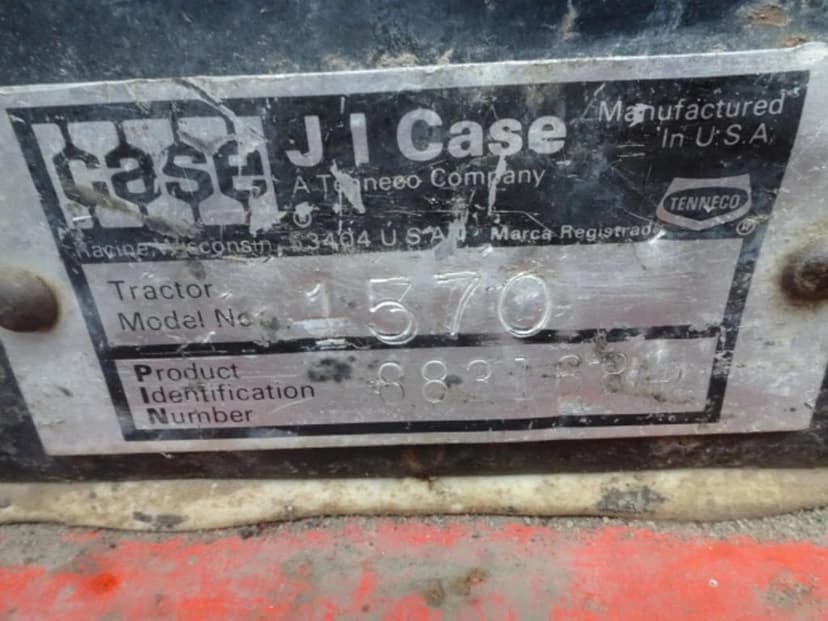 case
J I Case
A Tenneco Company
Manufactured
In U.S.A.
TENNECO
Racine, Wisconsin, 53404 U S A
Marca Registrada
Tractor
Model No. 1570
Product
Identification
Number